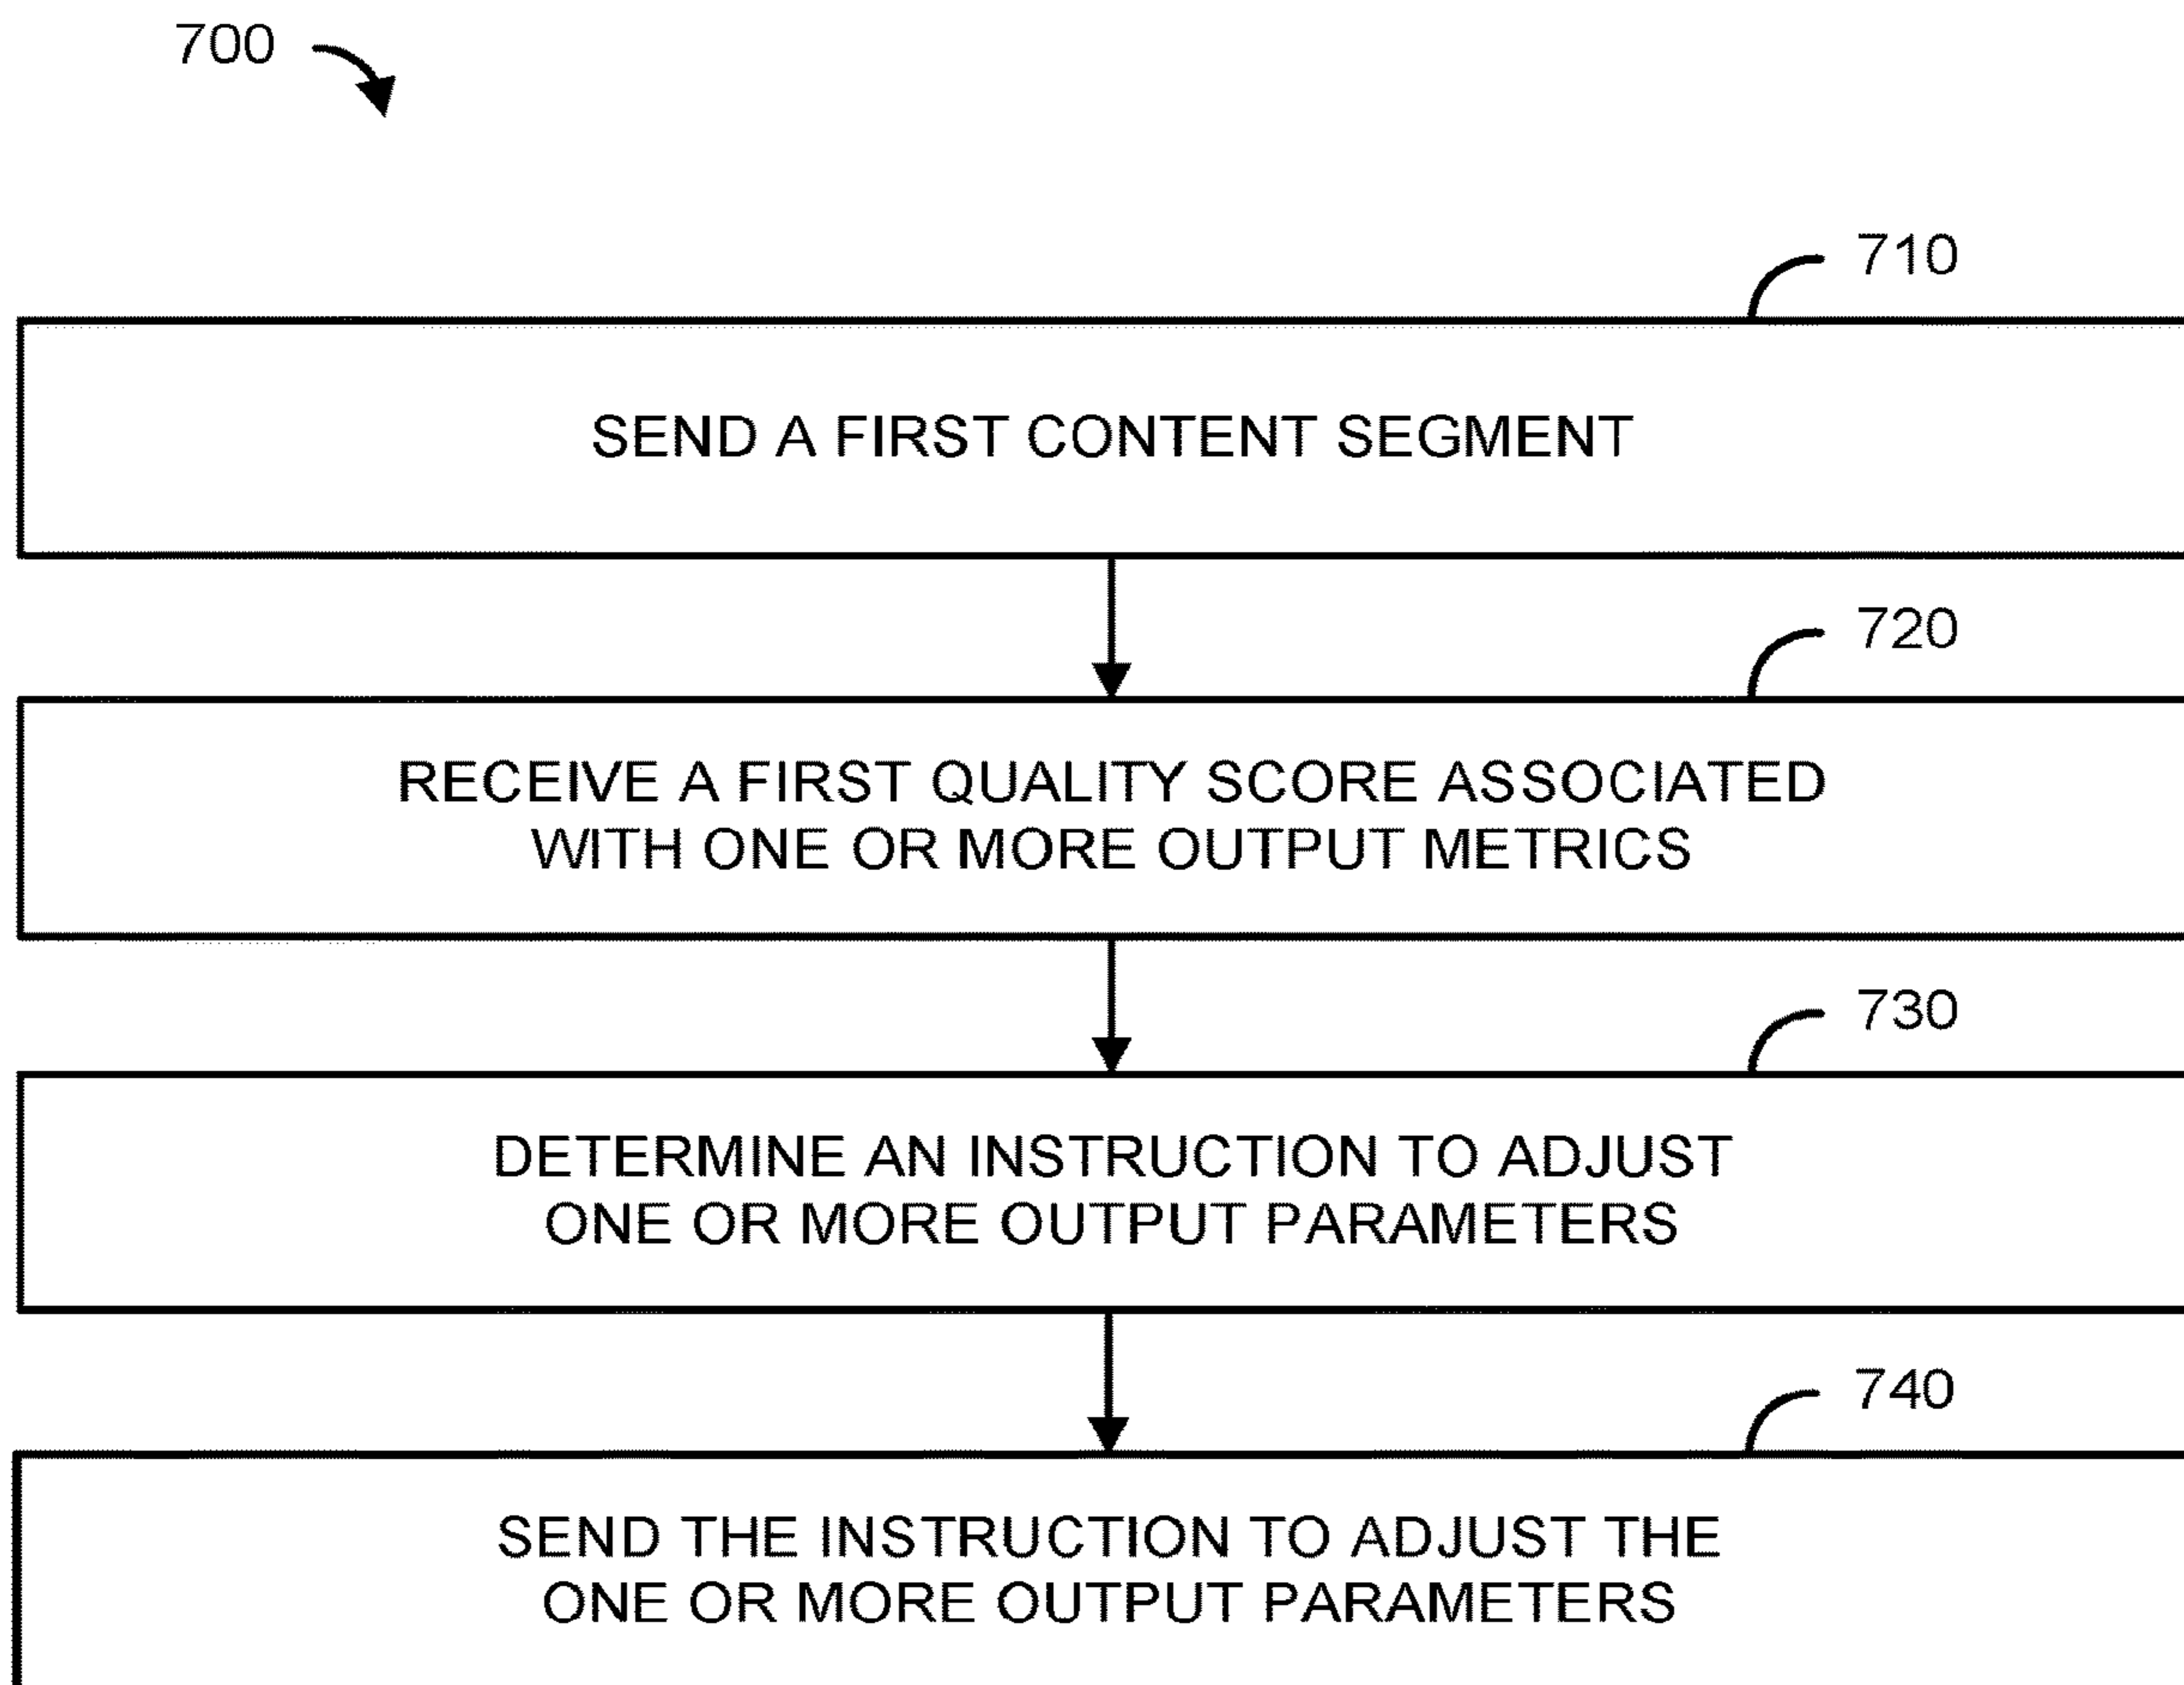 700
710
SEND A FIRST CONTENT SEGMENT
720
RECEIVE A FIRST QUALITY SCORE ASSOCIATED
WITH ONE OR MORE OUTPUT METRICS
730
DETERMINE AN INSTRUCTION TO ADJUST
ONE OR MORE OUTPUT PARAMETERS
740
SEND THE INSTRUCTION TO ADJUST THE
ONE OR MORE OUTPUT PARAMETERS